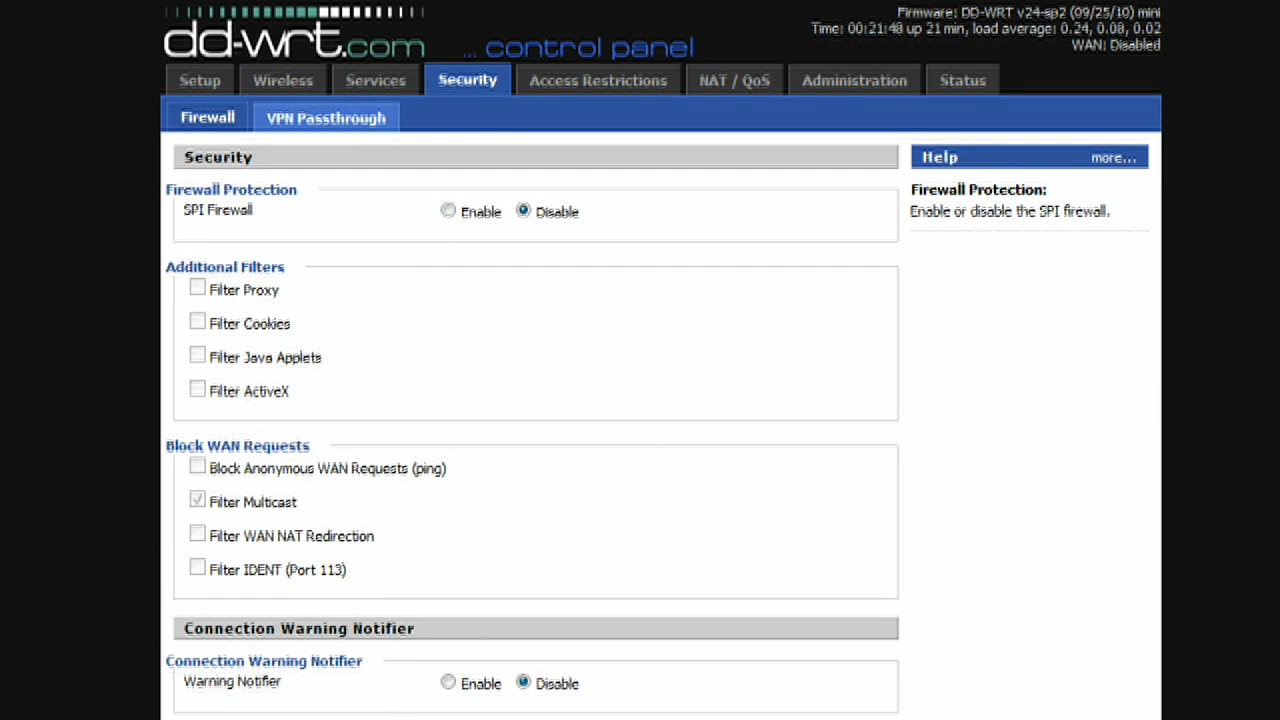 Firmware: DD-WRT v24-sp2 (09/25/10) mini
Time: 00:21:48 up 21 min, load average: 0.24, 0.08, 0.02
WAN: Disabled
dd-wrt.com ... control panel
Setup Wireless Services Security Access Restrictions NAT / QoS Administration Status
Firewall VPN Passthrough
Security
Help more...
Firewall Protection
Firewall Protection:
SPI Firewall Enable Disable
Enable or disable the SPI firewall.
Additional Filters
Filter Proxy
Filter Cookies
Filter Java Applets
Filter ActiveX
Block WAN Requests
Block Anonymous WAN Requests (ping)
Filter Multicast
Filter WAN NAT Redirection
Filter IDENT (Port 113)
Connection Warning Notifier
Connection Warning Notifier
Warning Notifier Enable Disable